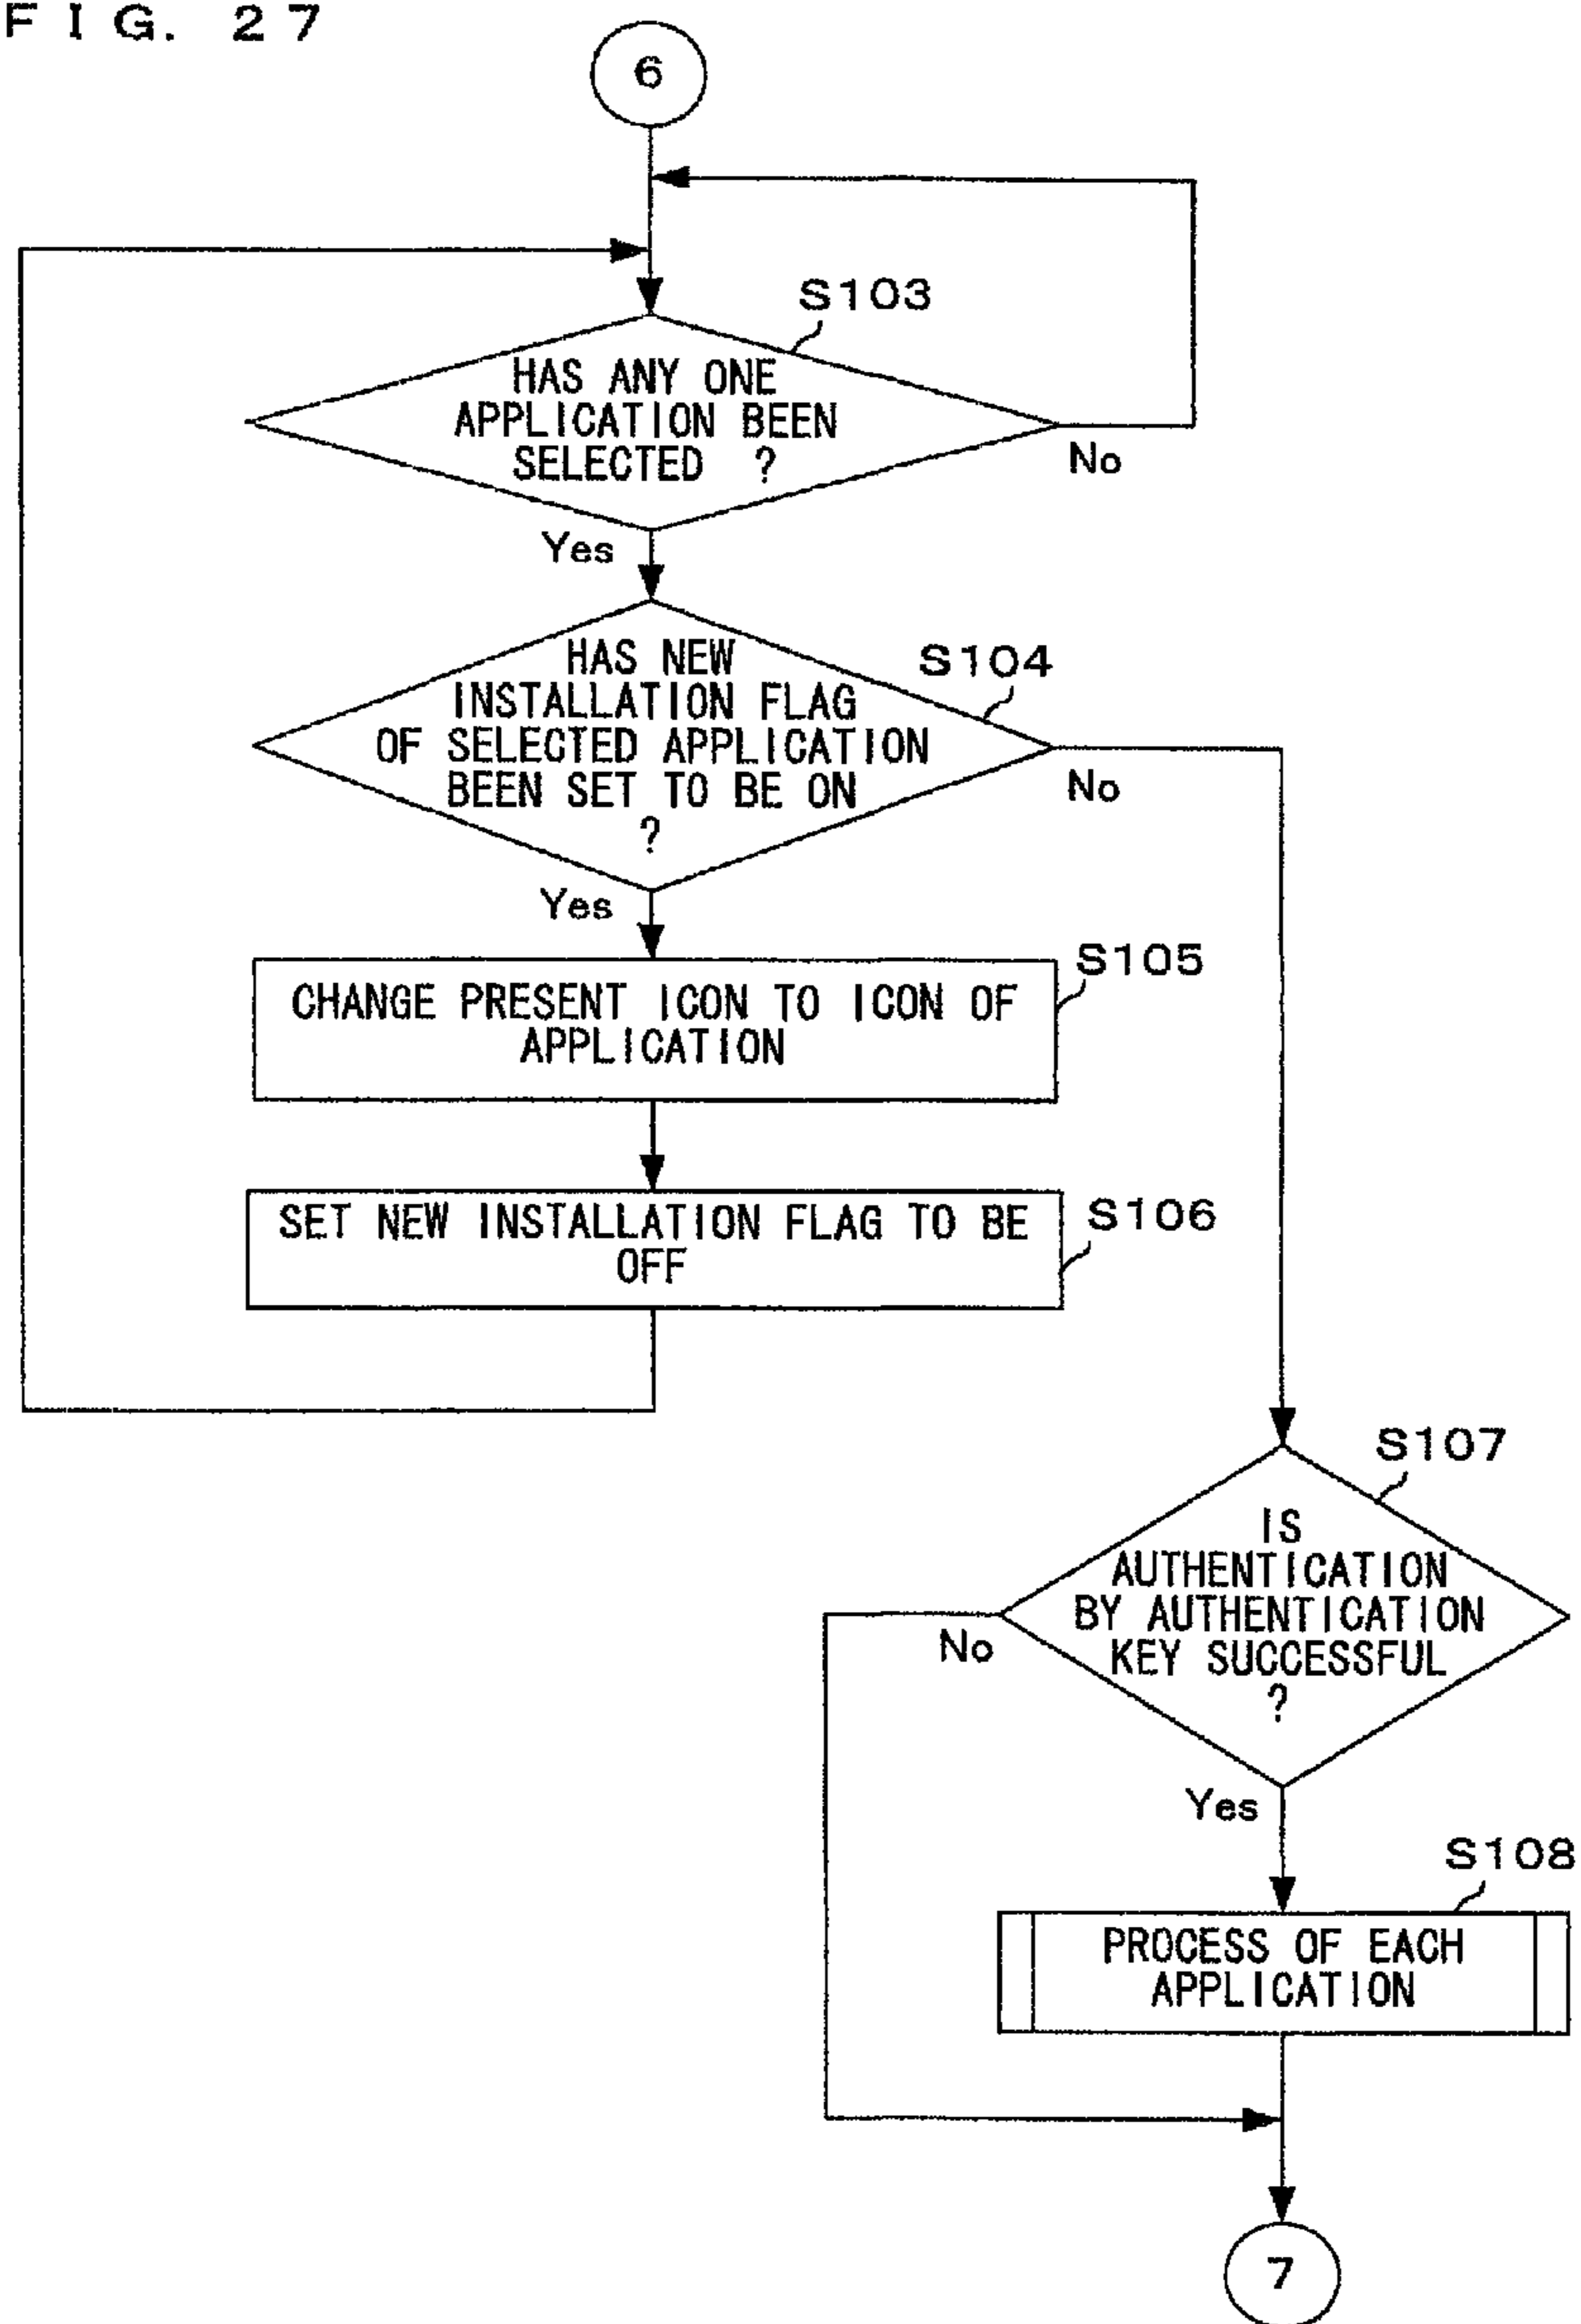 FIG. 27
6
S103
HAS ANY ONE
APPLICATION BEEN
SELECTED ?
No
Yes
S104
HAS NEW
INSTALLATION FLAG
OF SELECTED APPLICATION
BEEN SET TO BE ON
?
No
Yes
S105
CHANGE PRESENT ICON TO ICON OF
APPLICATION
S106
SET NEW INSTALLATION FLAG TO BE
OFF
S107
IS
AUTHENTICATION
BY AUTHENTICATION
KEY SUCCESSFUL
?
No
Yes
S108
PROCESS OF EACH
APPLICATION
7